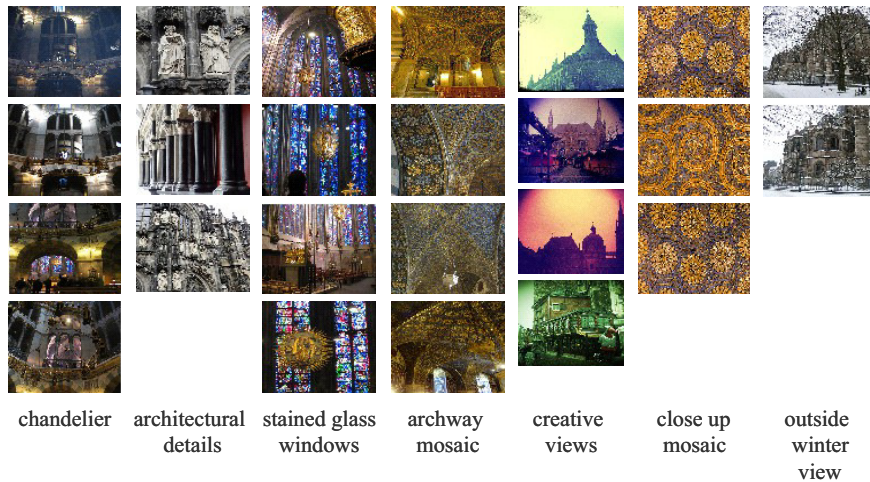 chandelier
architectural
details
stained glass
windows
archway
mosaic
creative
views
close up
mosaic
outside
winter
view